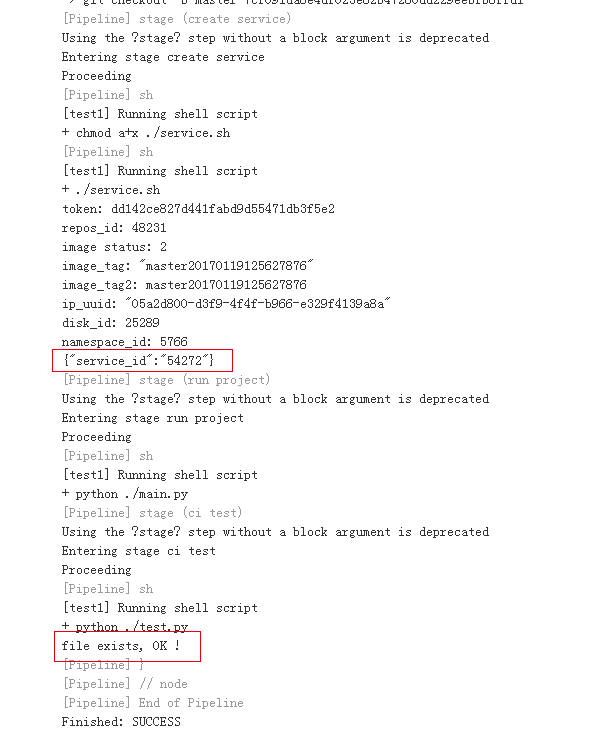 [Pipeline] stage (create service)
Using the ?stage? step without a block argument is deprecated
Entering stage create service
Proceeding
[Pipeline] sh
[test1] Running shell script
+ chmod a+x ./service.sh
[Pipeline] sh
[test1] Running shell script
+ ./service.sh
token: dd142ce827d441fabd9d55471db3f5e2
repos_id: 48231
image status: 2
image_tag: "master20170119125627876"
image_tag2: master20170119125627876
ip_uuid: "05a2d800-d3f9-4f4f-b966-e329f4139a8a"
disk_id: 25289
namespace_id: 5766
{"service_id":"54272"}
[Pipeline] stage (run project)
Using the ?stage? step without a block argument is deprecated
Entering stage run project
Proceeding
[Pipeline] sh
[test1] Running shell script
+ python ./main.py
[Pipeline] stage (ci test)
Using the ?stage? step without a block argument is deprecated
Entering stage ci test
Proceeding
[Pipeline] sh
[test1] Running shell script
+ python ./test.py
file exists, OK !
[Pipeline] }
[Pipeline] // node
[Pipeline] End of Pipeline
Finished: SUCCESS